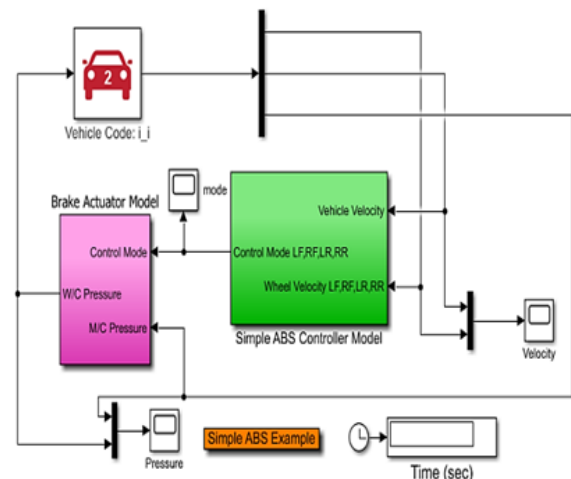 2
Vehicle Code: i_i
mode
Brake Actuator Model
Vehicle Velocity
Control Mode
Control Mode LF,RF,LR,RR
W/C Pressure
Wheel Velocity LF,RF,LR,RR
M/C Pressure
Simple ABS Controller Model
Velocity
Simple ABS Example
Pressure
Time (sec)